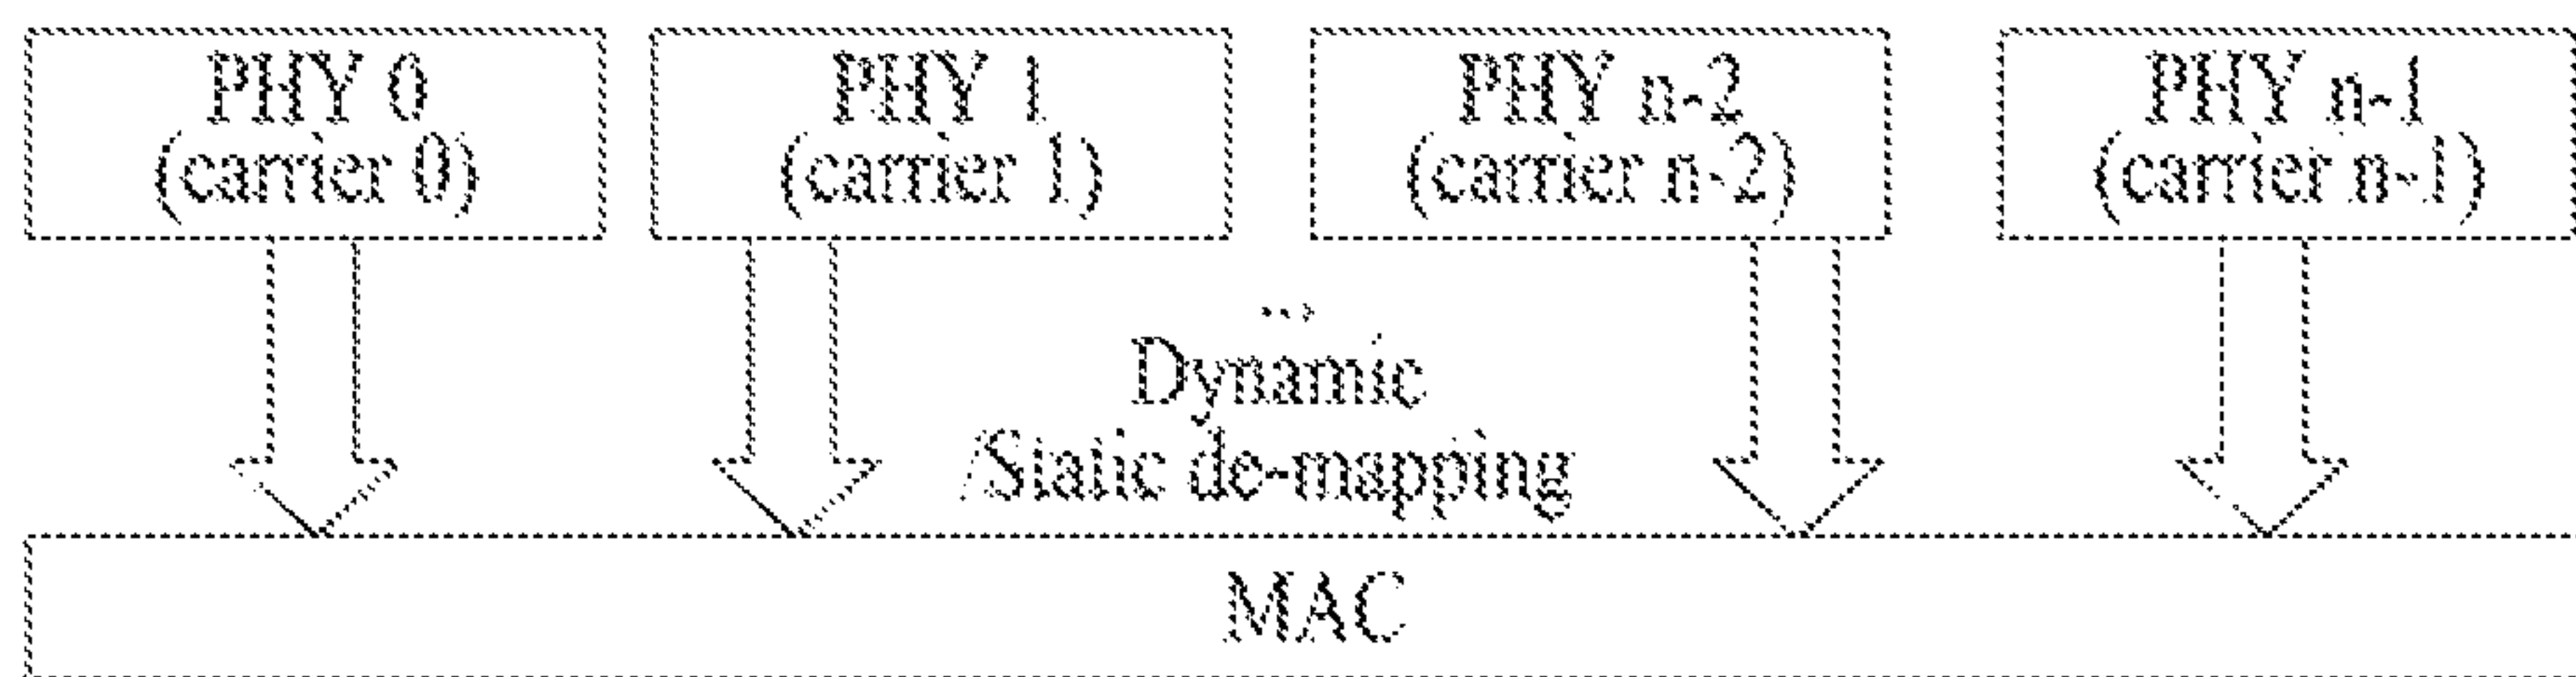 PHY 0
(carrier 0)
PHY 1
(carrier 1)
PHY n-2
(carrier n-2)
PHY n-1
(carrier n-1)
...
Dynamic
/Static de-mapping
MAC